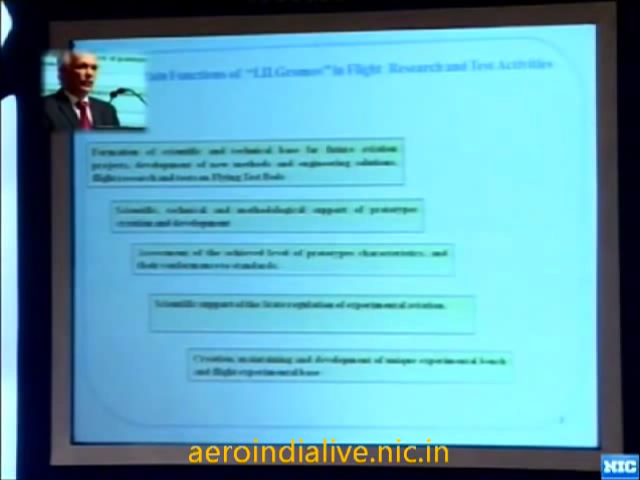 ain Functions of "LII Gromov" in Flight Research and Test Activities
Formation of scientific and technical base for future aviation
projects, development of new methods and engineering solutions
flight research and tests on Flying Test Beds
Scientific, technical and methodological support of prototypes
creation and development
Assessment of the achieved level of prototypes characteristics, and
their conformance to standards.
Scientific support of the State regulation of experimental aviation.
Creation, maintaining and development of unique experimental bench
and flight experimental base
aeroindialive.nic.in
NIC